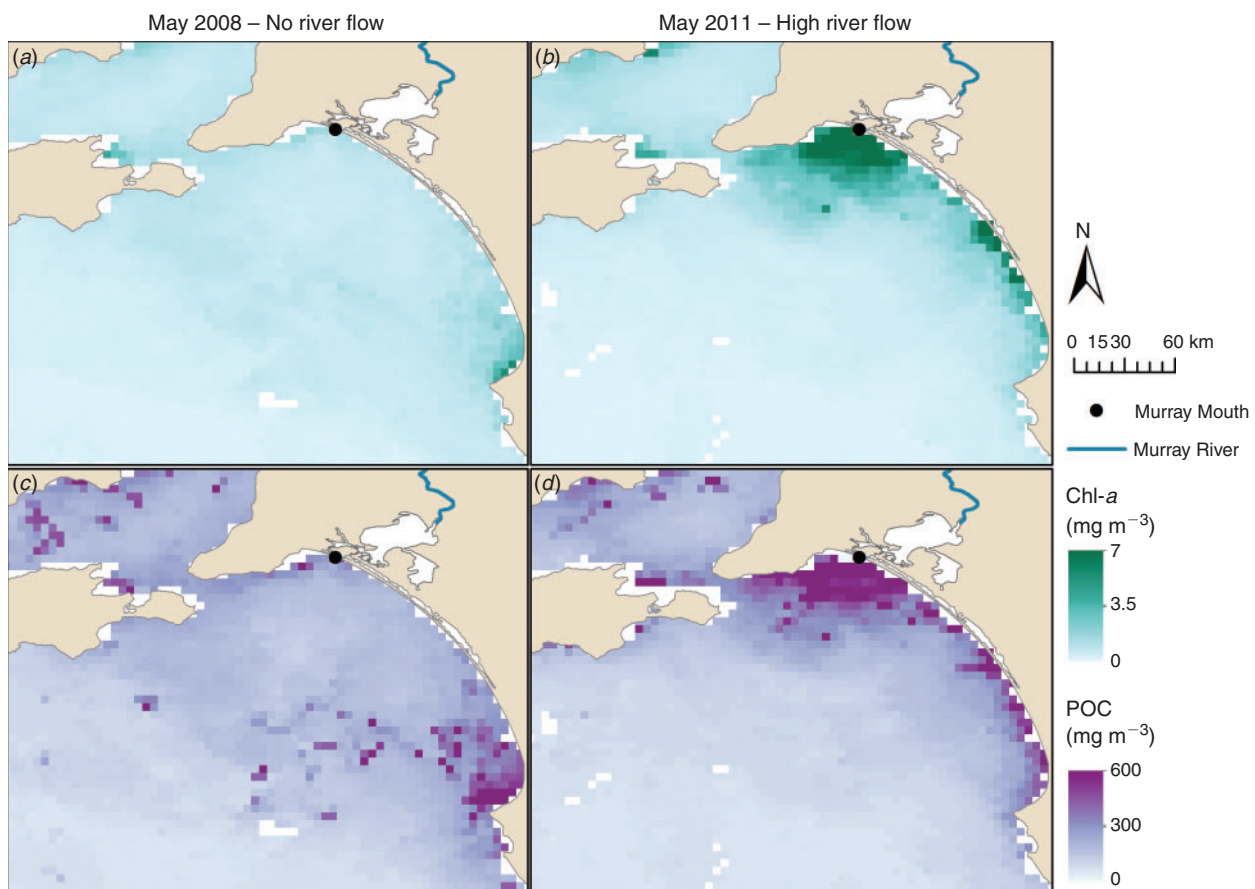 May 2008 – No river flow
May 2011 – High river flow
(a)
(b)
N
0 15 30 60 km
Murray Mouth
Murray River
(c)
(d)
Chl-a
(mg m−3)
7
3.5
0
POC
(mg m−3)
600
300
0